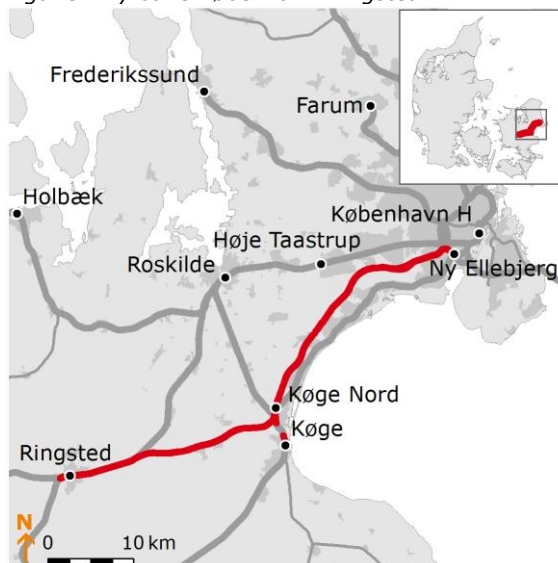 Frederikssund
Farum
Holbæk
København H
Høje Taastrup
Roskilde
Ny Ellebjerg
Køge Nord
Køge
Ringsted
N
0 10 km